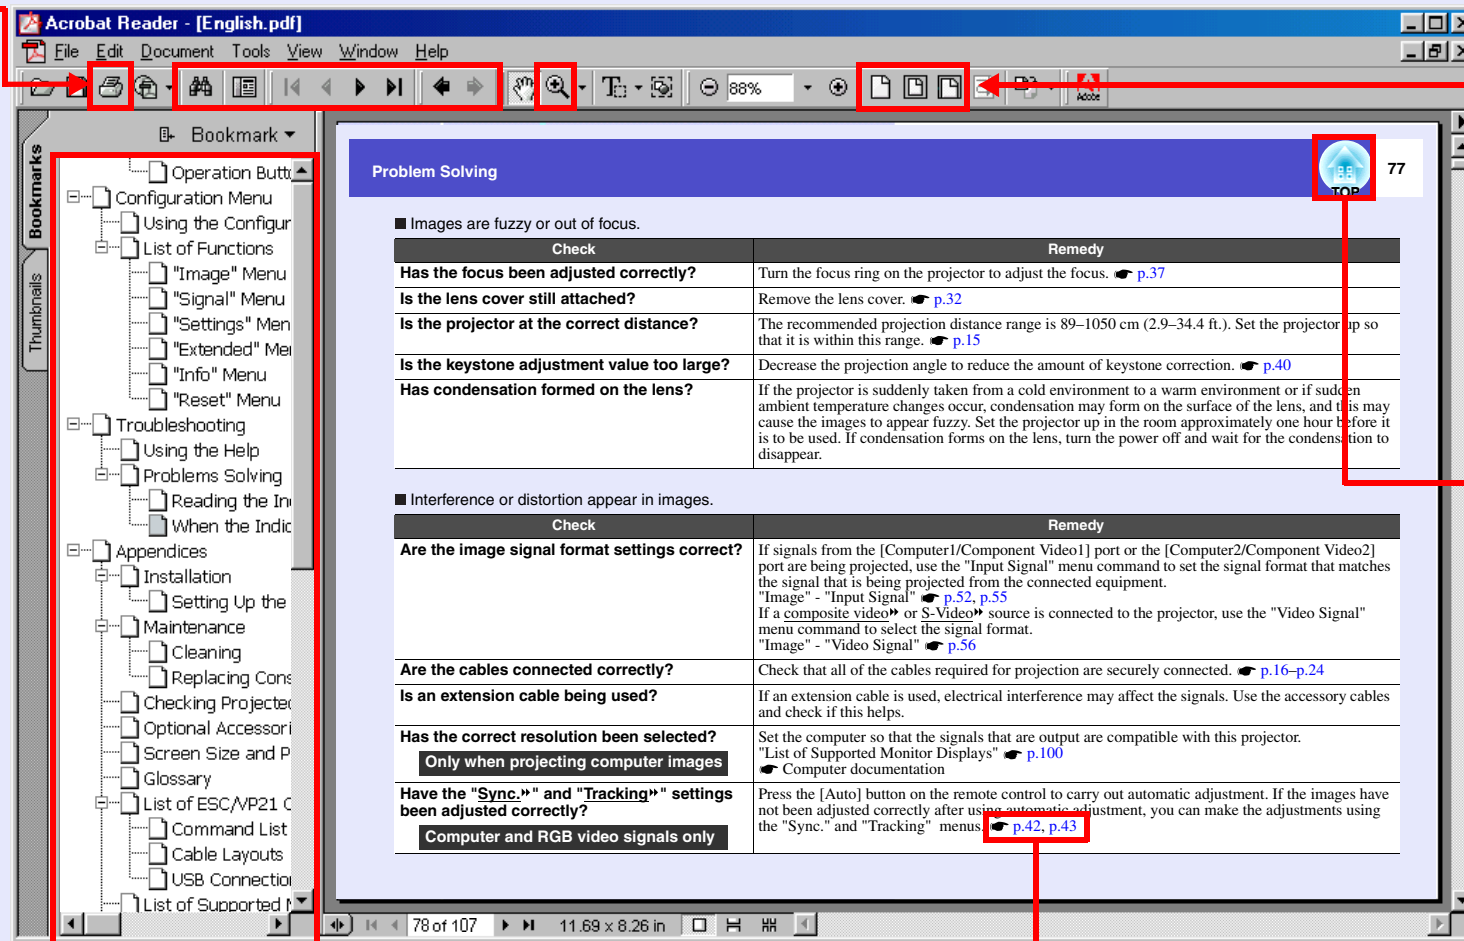 Acrobat Reader - [English.pdf]
File Edit Document Tools View Window Help
88%
Adobe
Bookmarks
Thumbnails
Bookmark
Operation Butt
Configuration Menu
Using the Configur
List of Functions
"Image" Menu
"Signal" Menu
"Settings" Men
"Extended" Me
"Info" Menu
"Reset" Menu
Troubleshooting
Using the Help
Problems Solving
Reading the In
When the Indic
Appendices
Installation
Setting Up the
Maintenance
Cleaning
Replacing Cons
Checking Projected
Optional Accessori
Screen Size and P
Glossary
List of ESC/VP21 C
Command List
Cable Layouts
USB Connection
List of Supported M
Problem Solving
TOP
77
■ Images are fuzzy or out of focus.
Check Remedy
Has the focus been adjusted correctly? Turn the focus ring on the projector to adjust the focus. ☛ p.37
Is the lens cover still attached? Remove the lens cover. ☛ p.32
Is the projector at the correct distance? The recommended projection distance range is 89–1050 cm (2.9–34.4 ft.). Set the projector up so
that it is within this range. ☛ p.15
Is the keystone adjustment value too large? Decrease the projection angle to reduce the amount of keystone correction. ☛ p.40
Has condensation formed on the lens? If the projector is suddenly taken from a cold environment to a warm environment or if sudden
ambient temperature changes occur, condensation may form on the surface of the lens, and this may
cause the images to appear fuzzy. Set the projector up in the room approximately one hour before it
is to be used. If condensation forms on the lens, turn the power off and wait for the condensation to
disappear.
■ Interference or distortion appear in images.
Check Remedy
Are the image signal format settings correct? If signals from the [Computer1/Component Video1] port or the [Computer2/Component Video2]
port are being projected, use the "Input Signal" menu command to set the signal format that matches
the signal that is being projected from the connected equipment.
"Image" - "Input Signal" ☛ p.52, p.55
If a composite video» or S-Video» source is connected to the projector, use the "Video Signal"
menu command to select the signal format.
"Image" - "Video Signal" ☛ p.56
Are the cables connected correctly? Check that all of the cables required for projection are securely connected. ☛ p.16–p.24
Is an extension cable being used? If an extension cable is used, electrical interference may affect the signals. Use the accessory cables
and check if this helps.
Has the correct resolution been selected? Set the computer so that the signals that are output are compatible with this projector.
Only when projecting computer images "List of Supported Monitor Displays" ☛ p.100
☛ Computer documentation
Have the "Sync.»" and "Tracking»" settings Press the [Auto] button on the remote control to carry out automatic adjustment. If the images have
been adjusted correctly? not been adjusted correctly after using automatic adjustment, you can make the adjustments using
Computer and RGB video signals only the "Sync." and "Tracking" menus. ☛ p.42, p.43
78 of 107 11.69 x 8.26 in